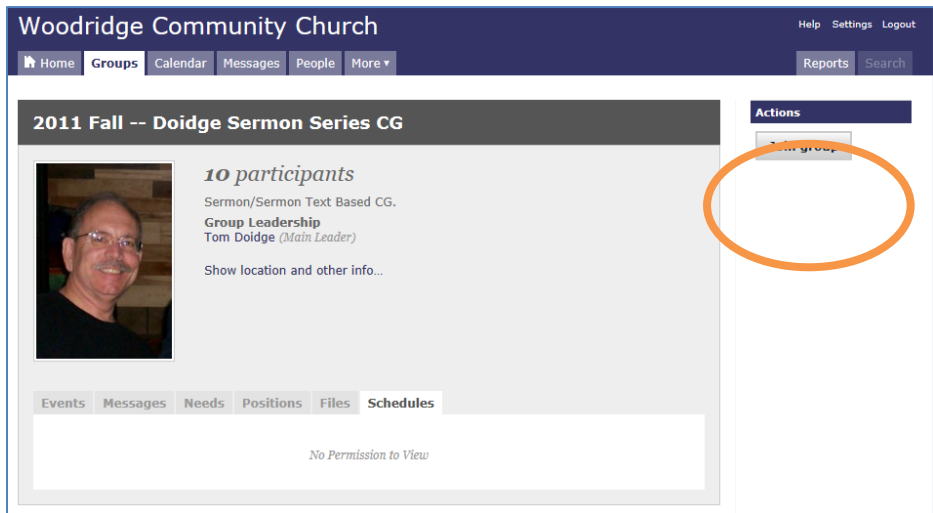 Woodridge Community Church
Help Settings Logout
Home Groups Calendar Messages People More ▾
Reports Search
2011 Fall -- Doidge Sermon Series CG
10 participants
Sermon/Sermon Text Based CG.
Group Leadership
Tom Doidge (Main Leader)
Show location and other info...
Events Messages Needs Positions Files Schedules
No Permission to View
Actions
Join group